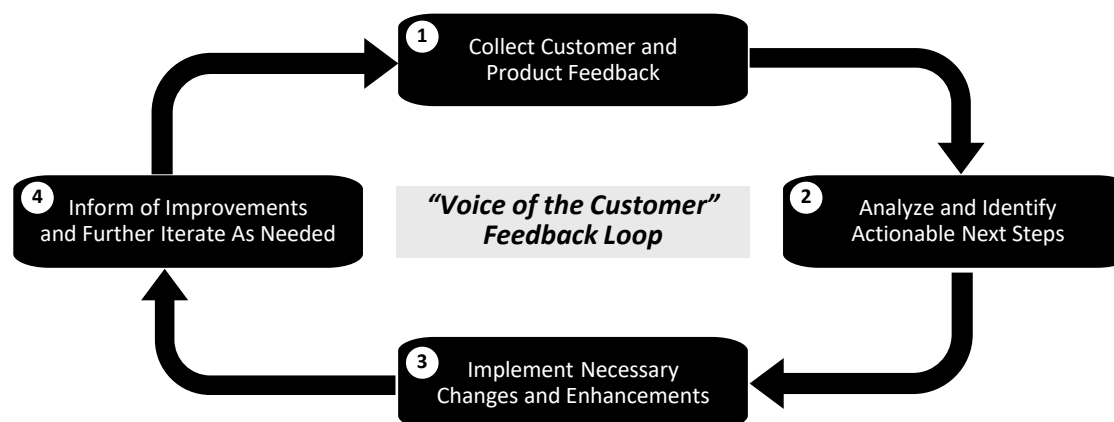 1
Collect Customer and
Product Feedback
4
Inform of Improvements
and Further Iterate As Needed
“Voice of the Customer”
Feedback Loop
2
Analyze and Identify
Actionable Next Steps
3
Implement Necessary
Changes and Enhancements